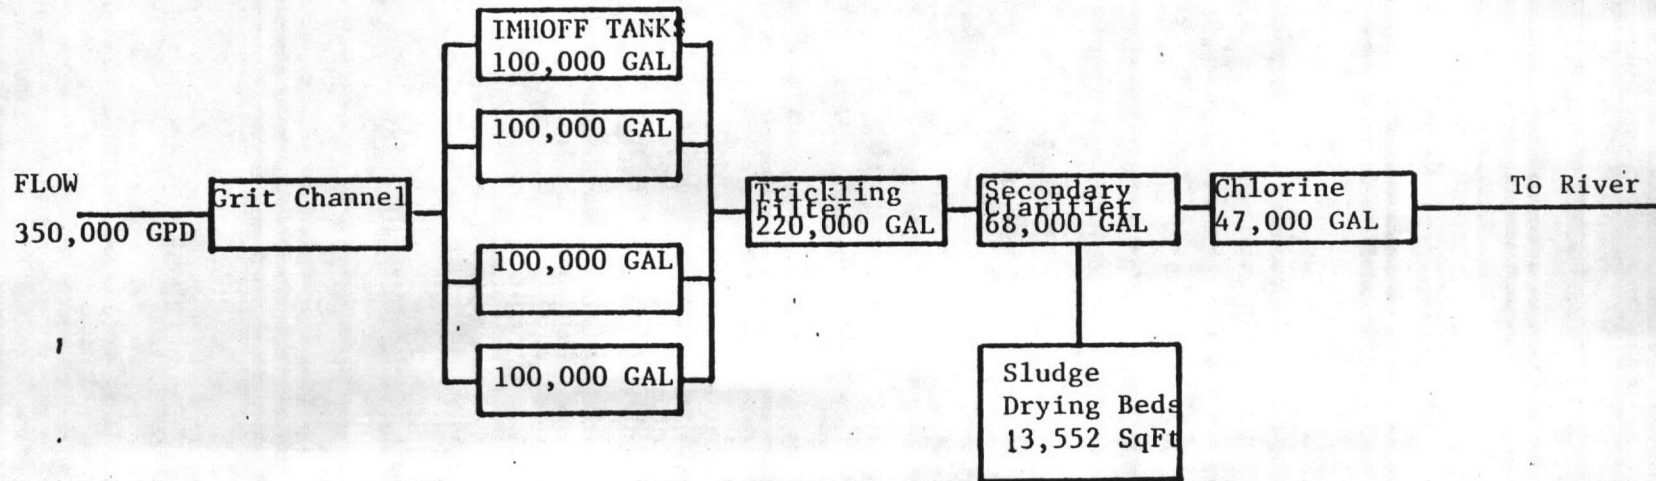 FLOW
350,000 GPD
Grit Channel
IMHOFF TANKS
100,000 GAL
100,000 GAL
100,000 GAL
100,000 GAL
Trickling
Filter
220,000 GAL
Secondary
Clarifier
68,000 GAL
Sludge
Drying Beds
13,552 SqFt
Chlorine
47,000 GAL
To River